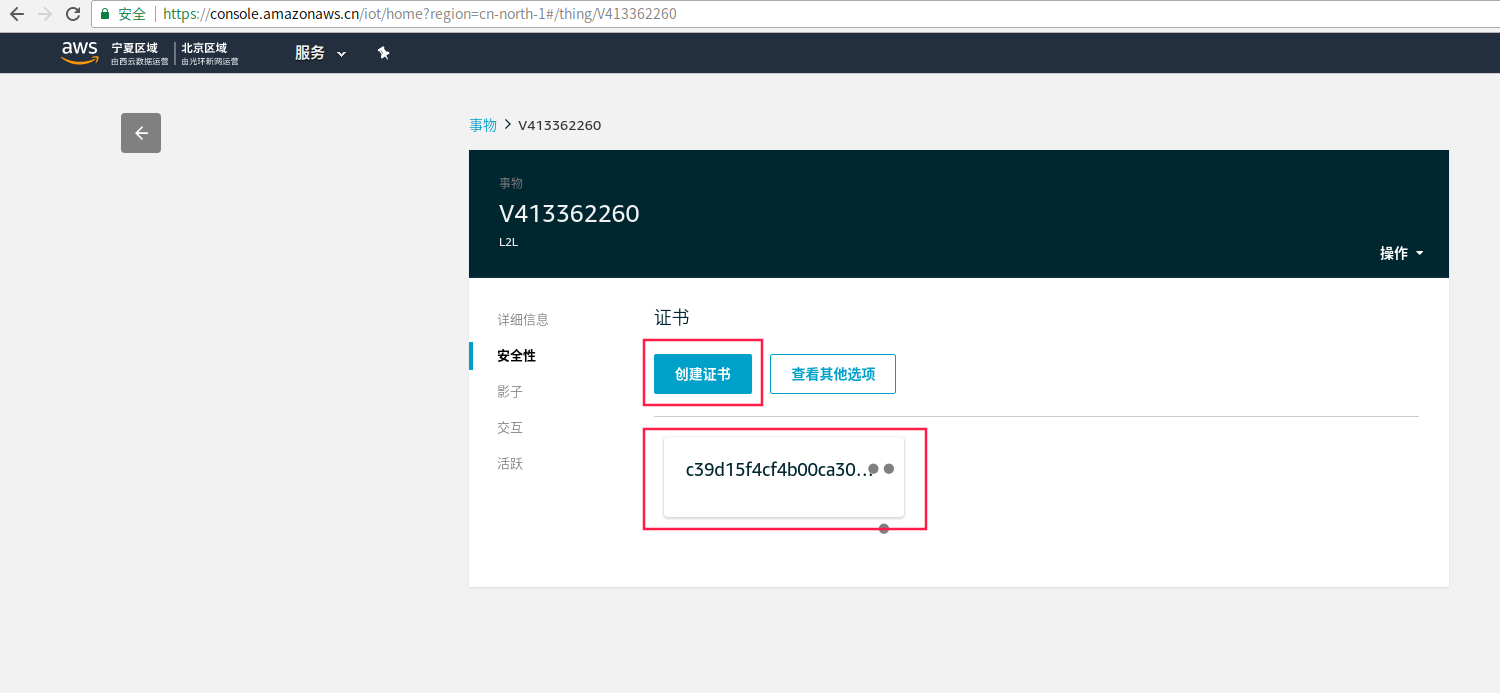 安全 https://console.amazonaws.cn/iot/home?region=cn-north-1#/thing/V413362260
aws 宁夏区域 北京区域 服务
由西云数据运营 由光环新网运营
事物 > V413362260
事物
V413362260
L2L
操作
详细信息
安全性
影子
交互
活跃
证书
创建证书 查看其他选项
c39d15f4cf4b00ca30...